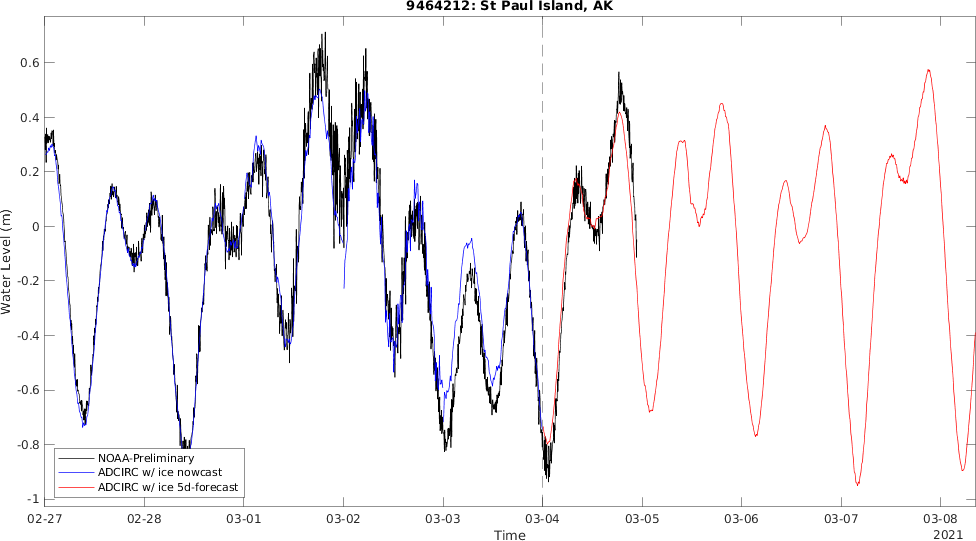 9464212: St Paul Island, AK
Water Level (m)
0.6
0.4
0.2
0
-0.2
-0.4
-0.6
-0.8
-1
NOAA-Preliminary
ADCIRC w/ ice nowcast
ADCIRC w/ ice 5d-forecast
02-27 02-28 03-01 03-02 03-03 03-04 03-05 03-06 03-07 03-08
Time
2021